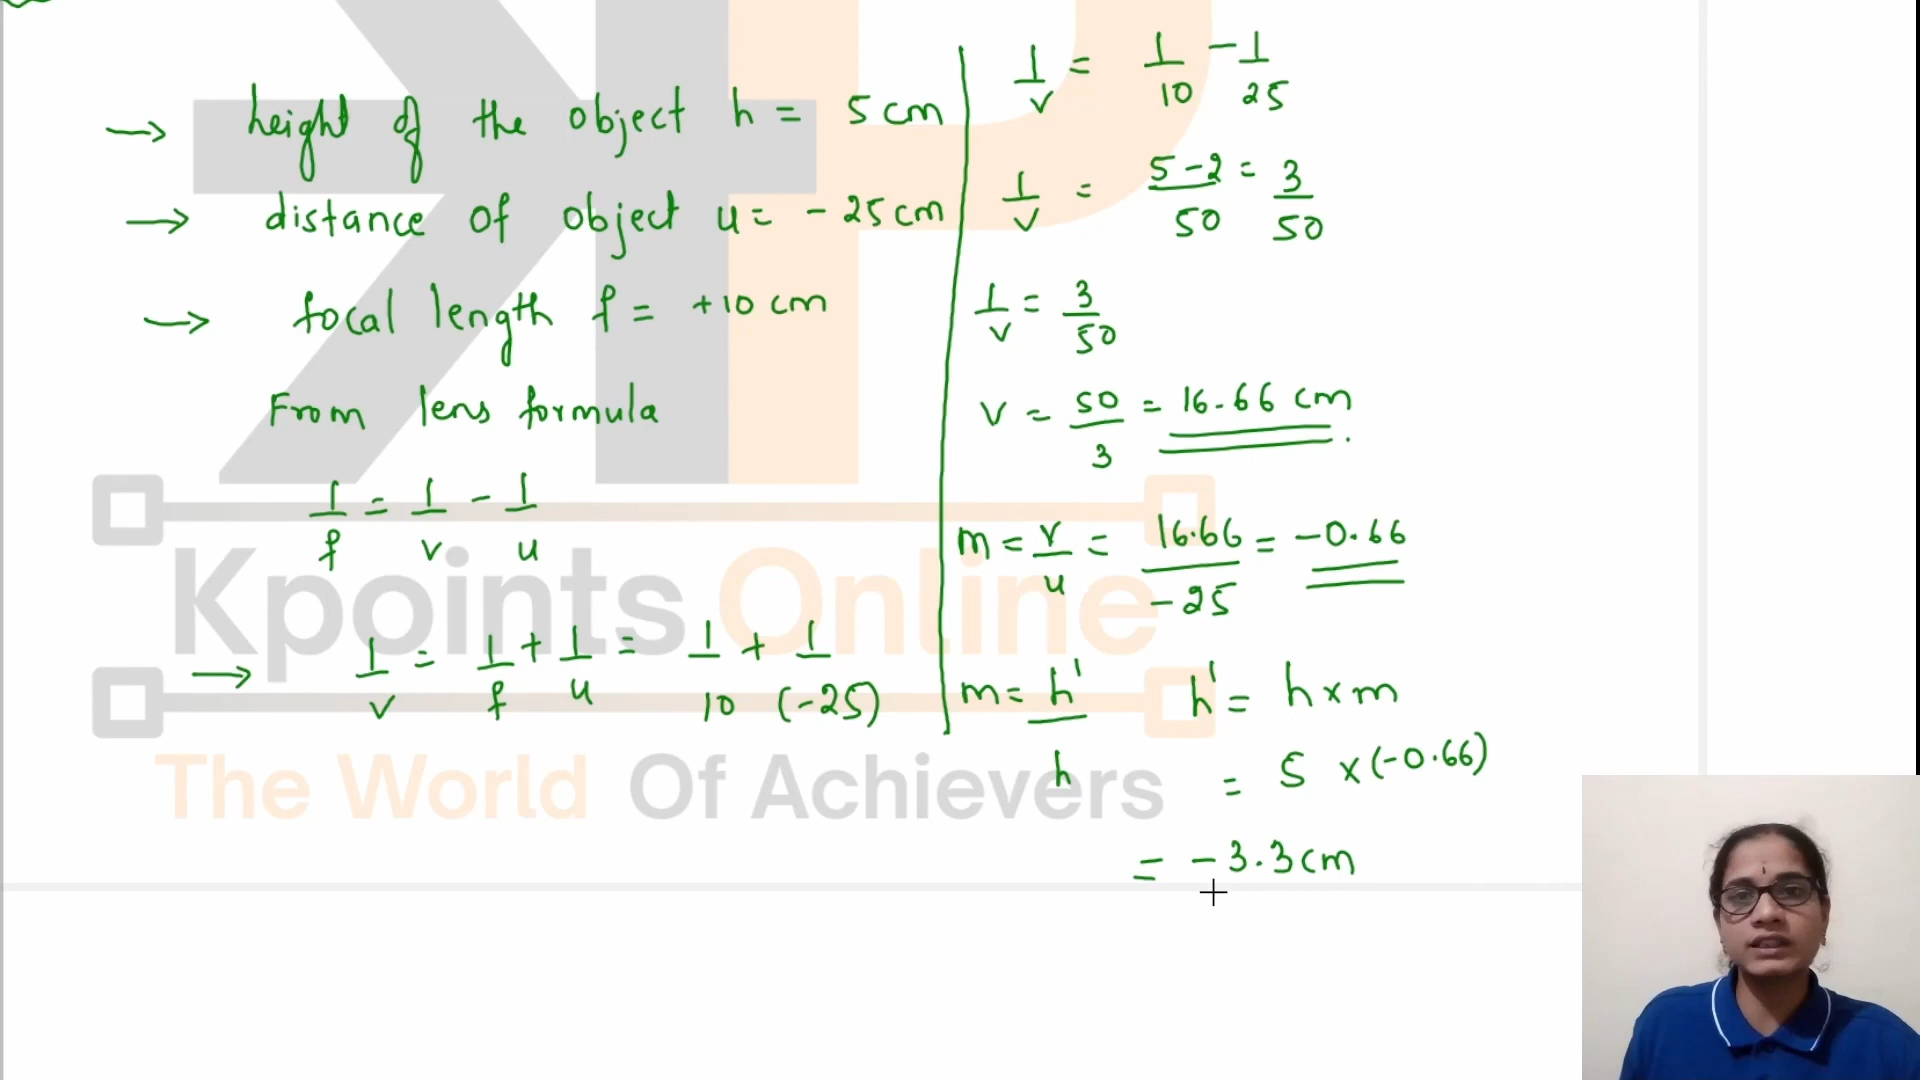 → height of the object h = 5 cm
→ distance of object u = - 25 cm
→ focal length f = +10 cm
From lens formula
1/f = 1/v - 1/u
→ 1/v = 1/f + 1/u = 1/10 + 1/(-25)
1/v = 1/10 - 1/25
1/v = 5-2/50 = 3/50
1/v = 3/50
v = 50/3 = 16.66 cm.
m = v/u = 16.66/-25 = -0.66
m = h'/h h' = h x m
= 5 x (-0.66)
= - 3.3 cm
Kpoints Online
The World Of Achievers